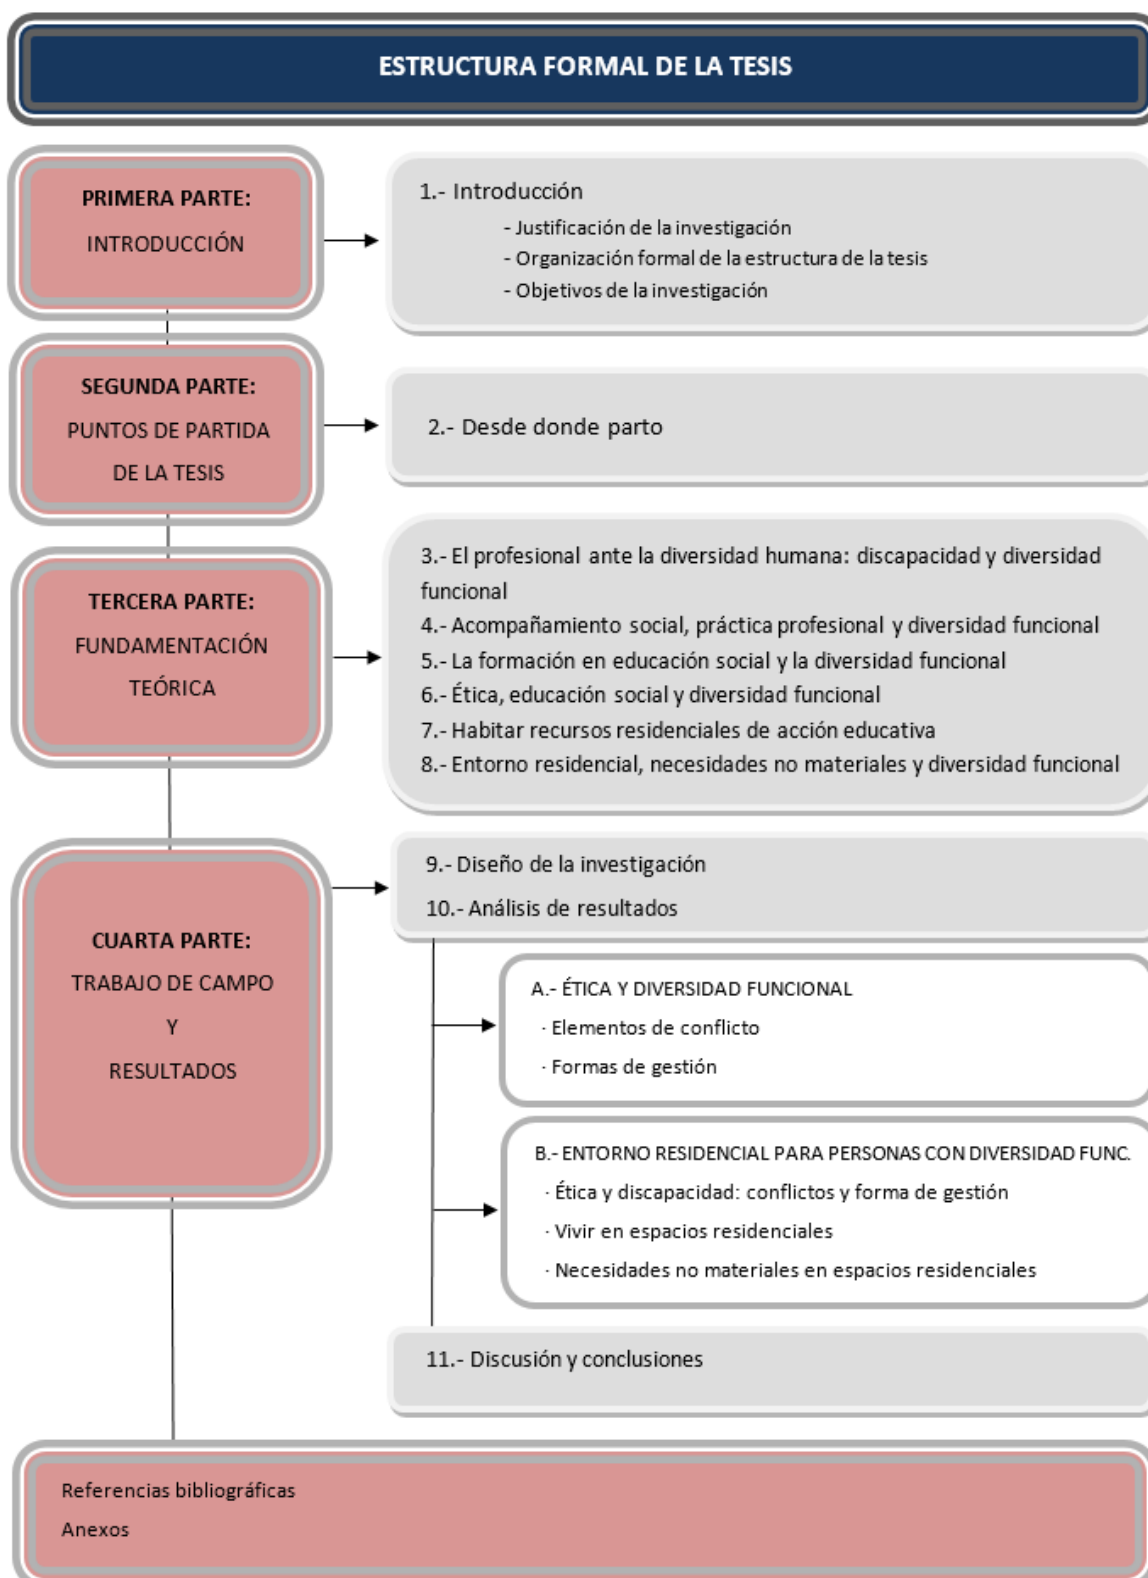 ESTRUCTURA FORMAL DE LA TESIS
PRIMERA PARTE:
INTRODUCCIÓN
1.- Introducción
- Justificación de la investigación
- Organización formal de la estructura de la tesis
- Objetivos de la investigación
SEGUNDA PARTE:
PUNTOS DE PARTIDA
DE LA TESIS
2.- Desde donde parto
TERCERA PARTE:
FUNDAMENTACIÓN
TEÓRICA
3.- El profesional ante la diversidad humana: discapacidad y diversidad
funcional
4.- Acompañamiento social, práctica profesional y diversidad funcional
5.- La formación en educación social y la diversidad funcional
6.- Ética, educación social y diversidad funcional
7.- Habitar recursos residenciales de acción educativa
8.- Entorno residencial, necesidades no materiales y diversidad funcional
CUARTA PARTE:
TRABAJO DE CAMPO
Y
RESULTADOS
9.- Diseño de la investigación
10.- Análisis de resultados
A.- ÉTICA Y DIVERSIDAD FUNCIONAL
· Elementos de conflicto
· Formas de gestión
B.- ENTORNO RESIDENCIAL PARA PERSONAS CON DIVERSIDAD FUNC.
· Ética y discapacidad: conflictos y forma de gestión
· Vivir en espacios residenciales
· Necesidades no materiales en espacios residenciales
11.- Discusión y conclusiones
Referencias bibliográficas
Anexos